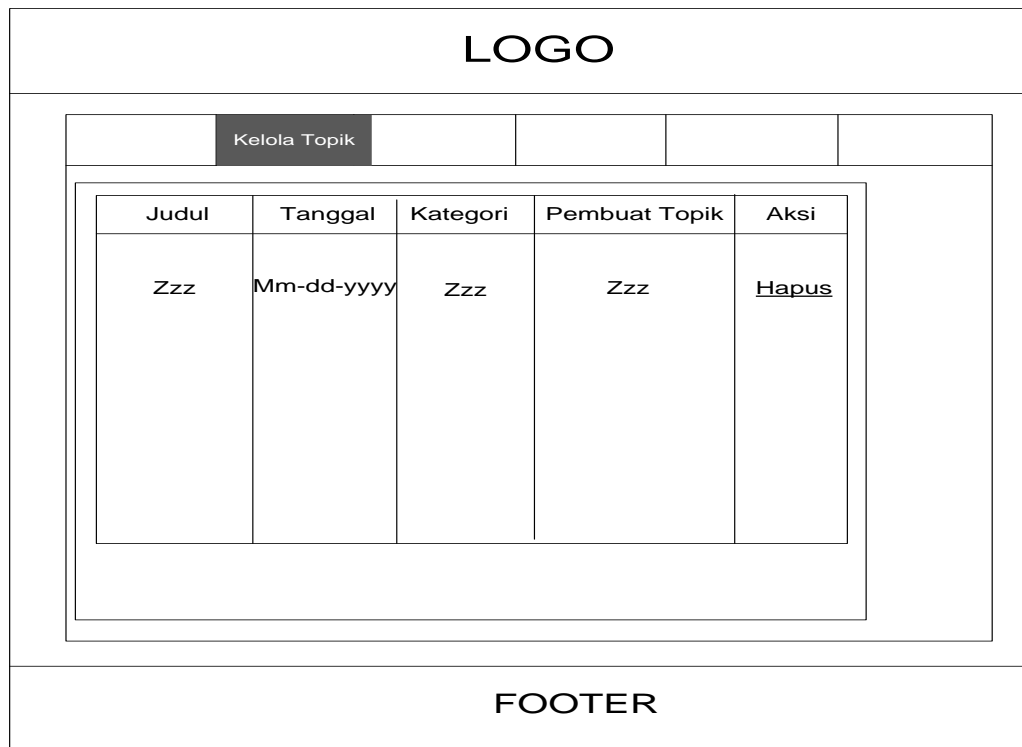 LOGO
Kelola Topik
Judul Tanggal Kategori Pembuat Topik Aksi
Zzz Mm-dd-yyyy Zzz Zzz Hapus
FOOTER